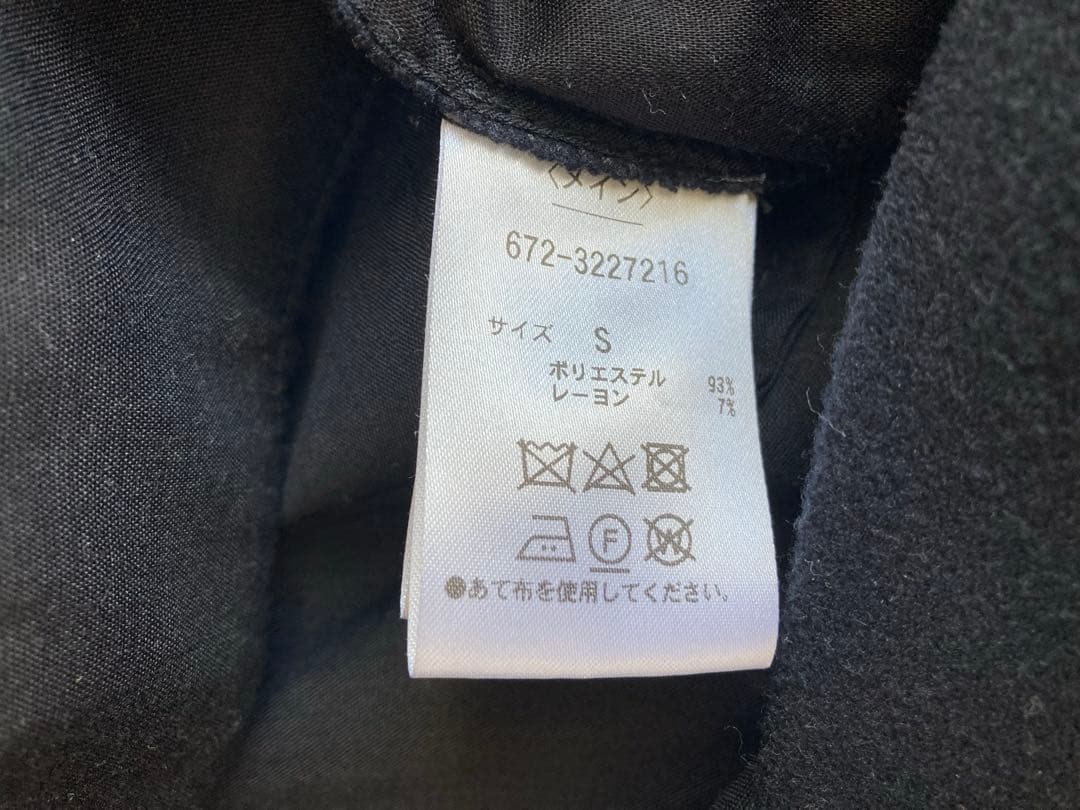 〈メイン〉
672-3227216
サイズ S
ポリエステル 93%
レーヨン 7%
F
W
●あて布を使用してください。